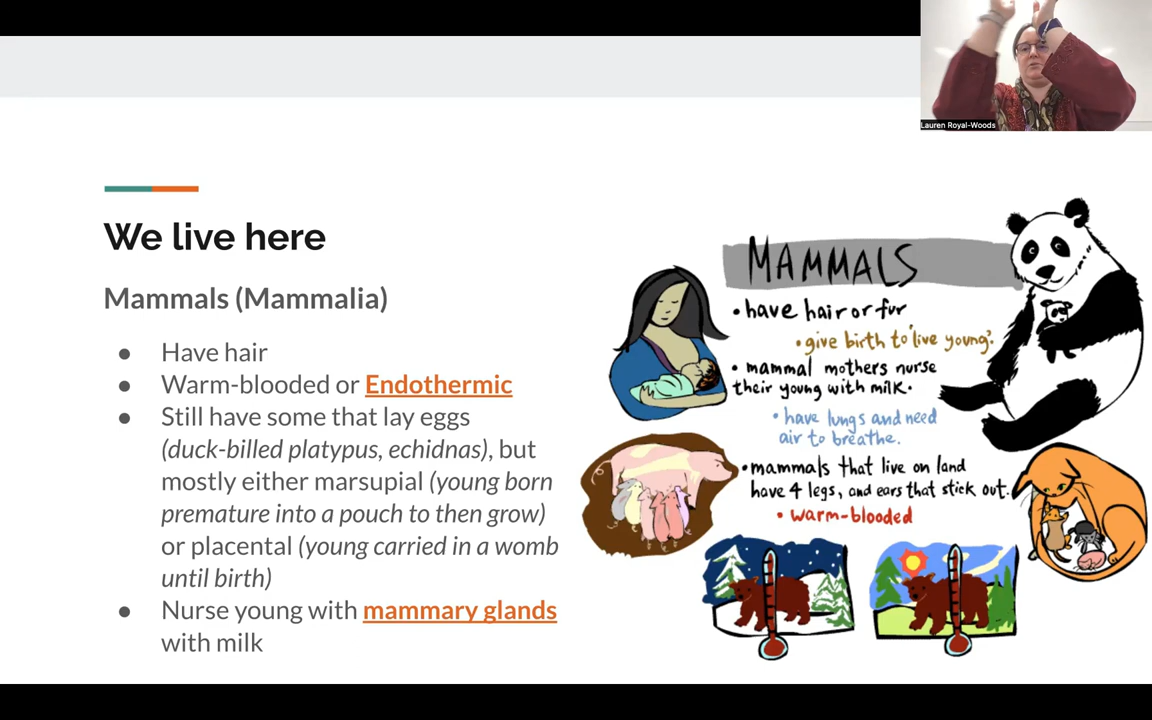 Lauren Royal-Woods
We live here
Mammals (Mammalia)
● Have hair
● Warm-blooded or Endothermic
● Still have some that lay eggs
(duck-billed platypus, echidnas), but
mostly either marsupial (young born
premature into a pouch to then grow)
or placental (young carried in a womb
until birth)
● Nurse young with mammary glands
with milk
MAMMALS
• have hair or fur
• give birth to 'live young'.
• mammal mothers nurse
their young with milk.
• have lungs and need
air to breathe.
• mammals that live on land
have 4 legs, and ears that stick out.
• warm-blooded